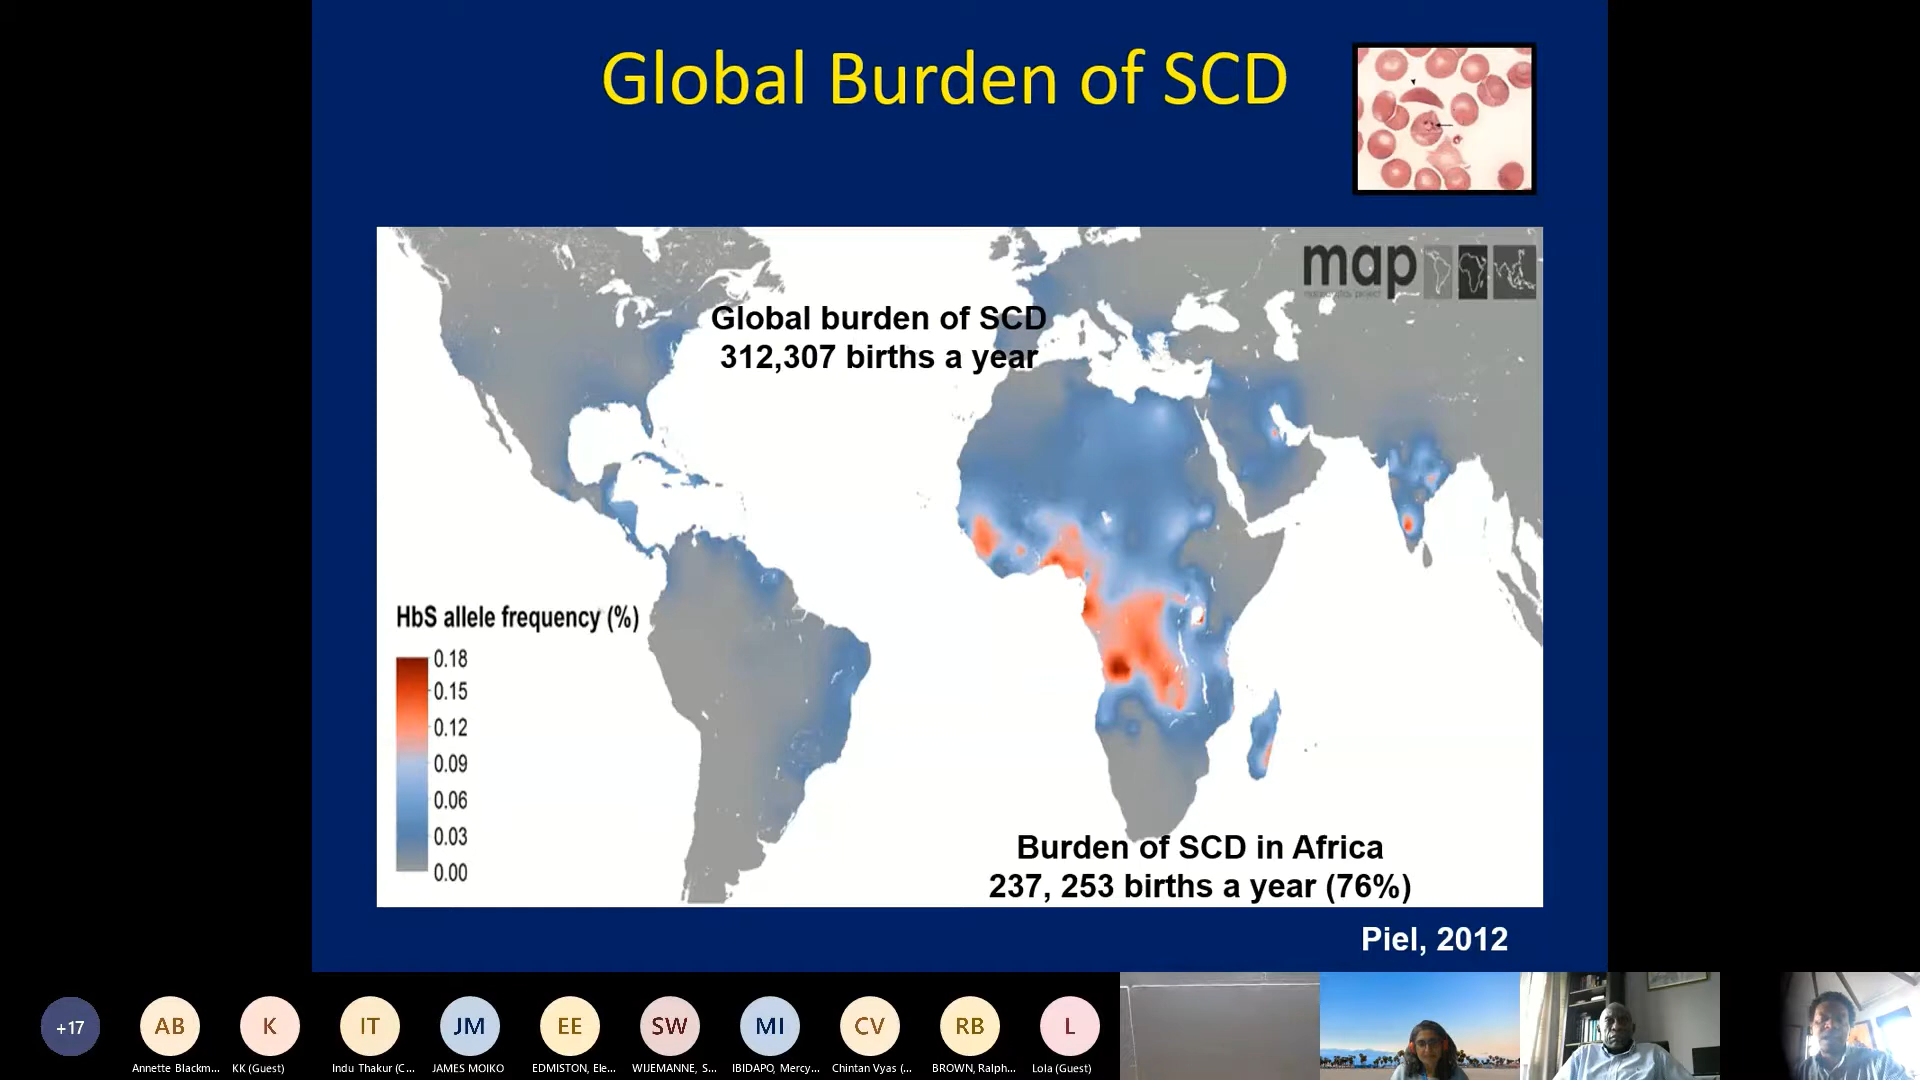 Global Burden of SCD
map
Global burden of SCD
312,307 births a year
HbS allele frequency (%)
0.18
0.15
0.12
0.09
0.06
0.03
0.00
Burden of SCD in Africa
237, 253 births a year (76%)
Piel, 2012
+17
AB
K
IT
JM
EE
SW
MI
CV
RB
L
Annette Blackm...
KK (Guest)
Indu Thakur (C...
JAMES MOIKO
EDMISTON, Ele...
WIJEMANNE, S...
IBIDAPO, Mercy...
Chintan Vyas (...
BROWN, Ralph...
Lola (Guest)